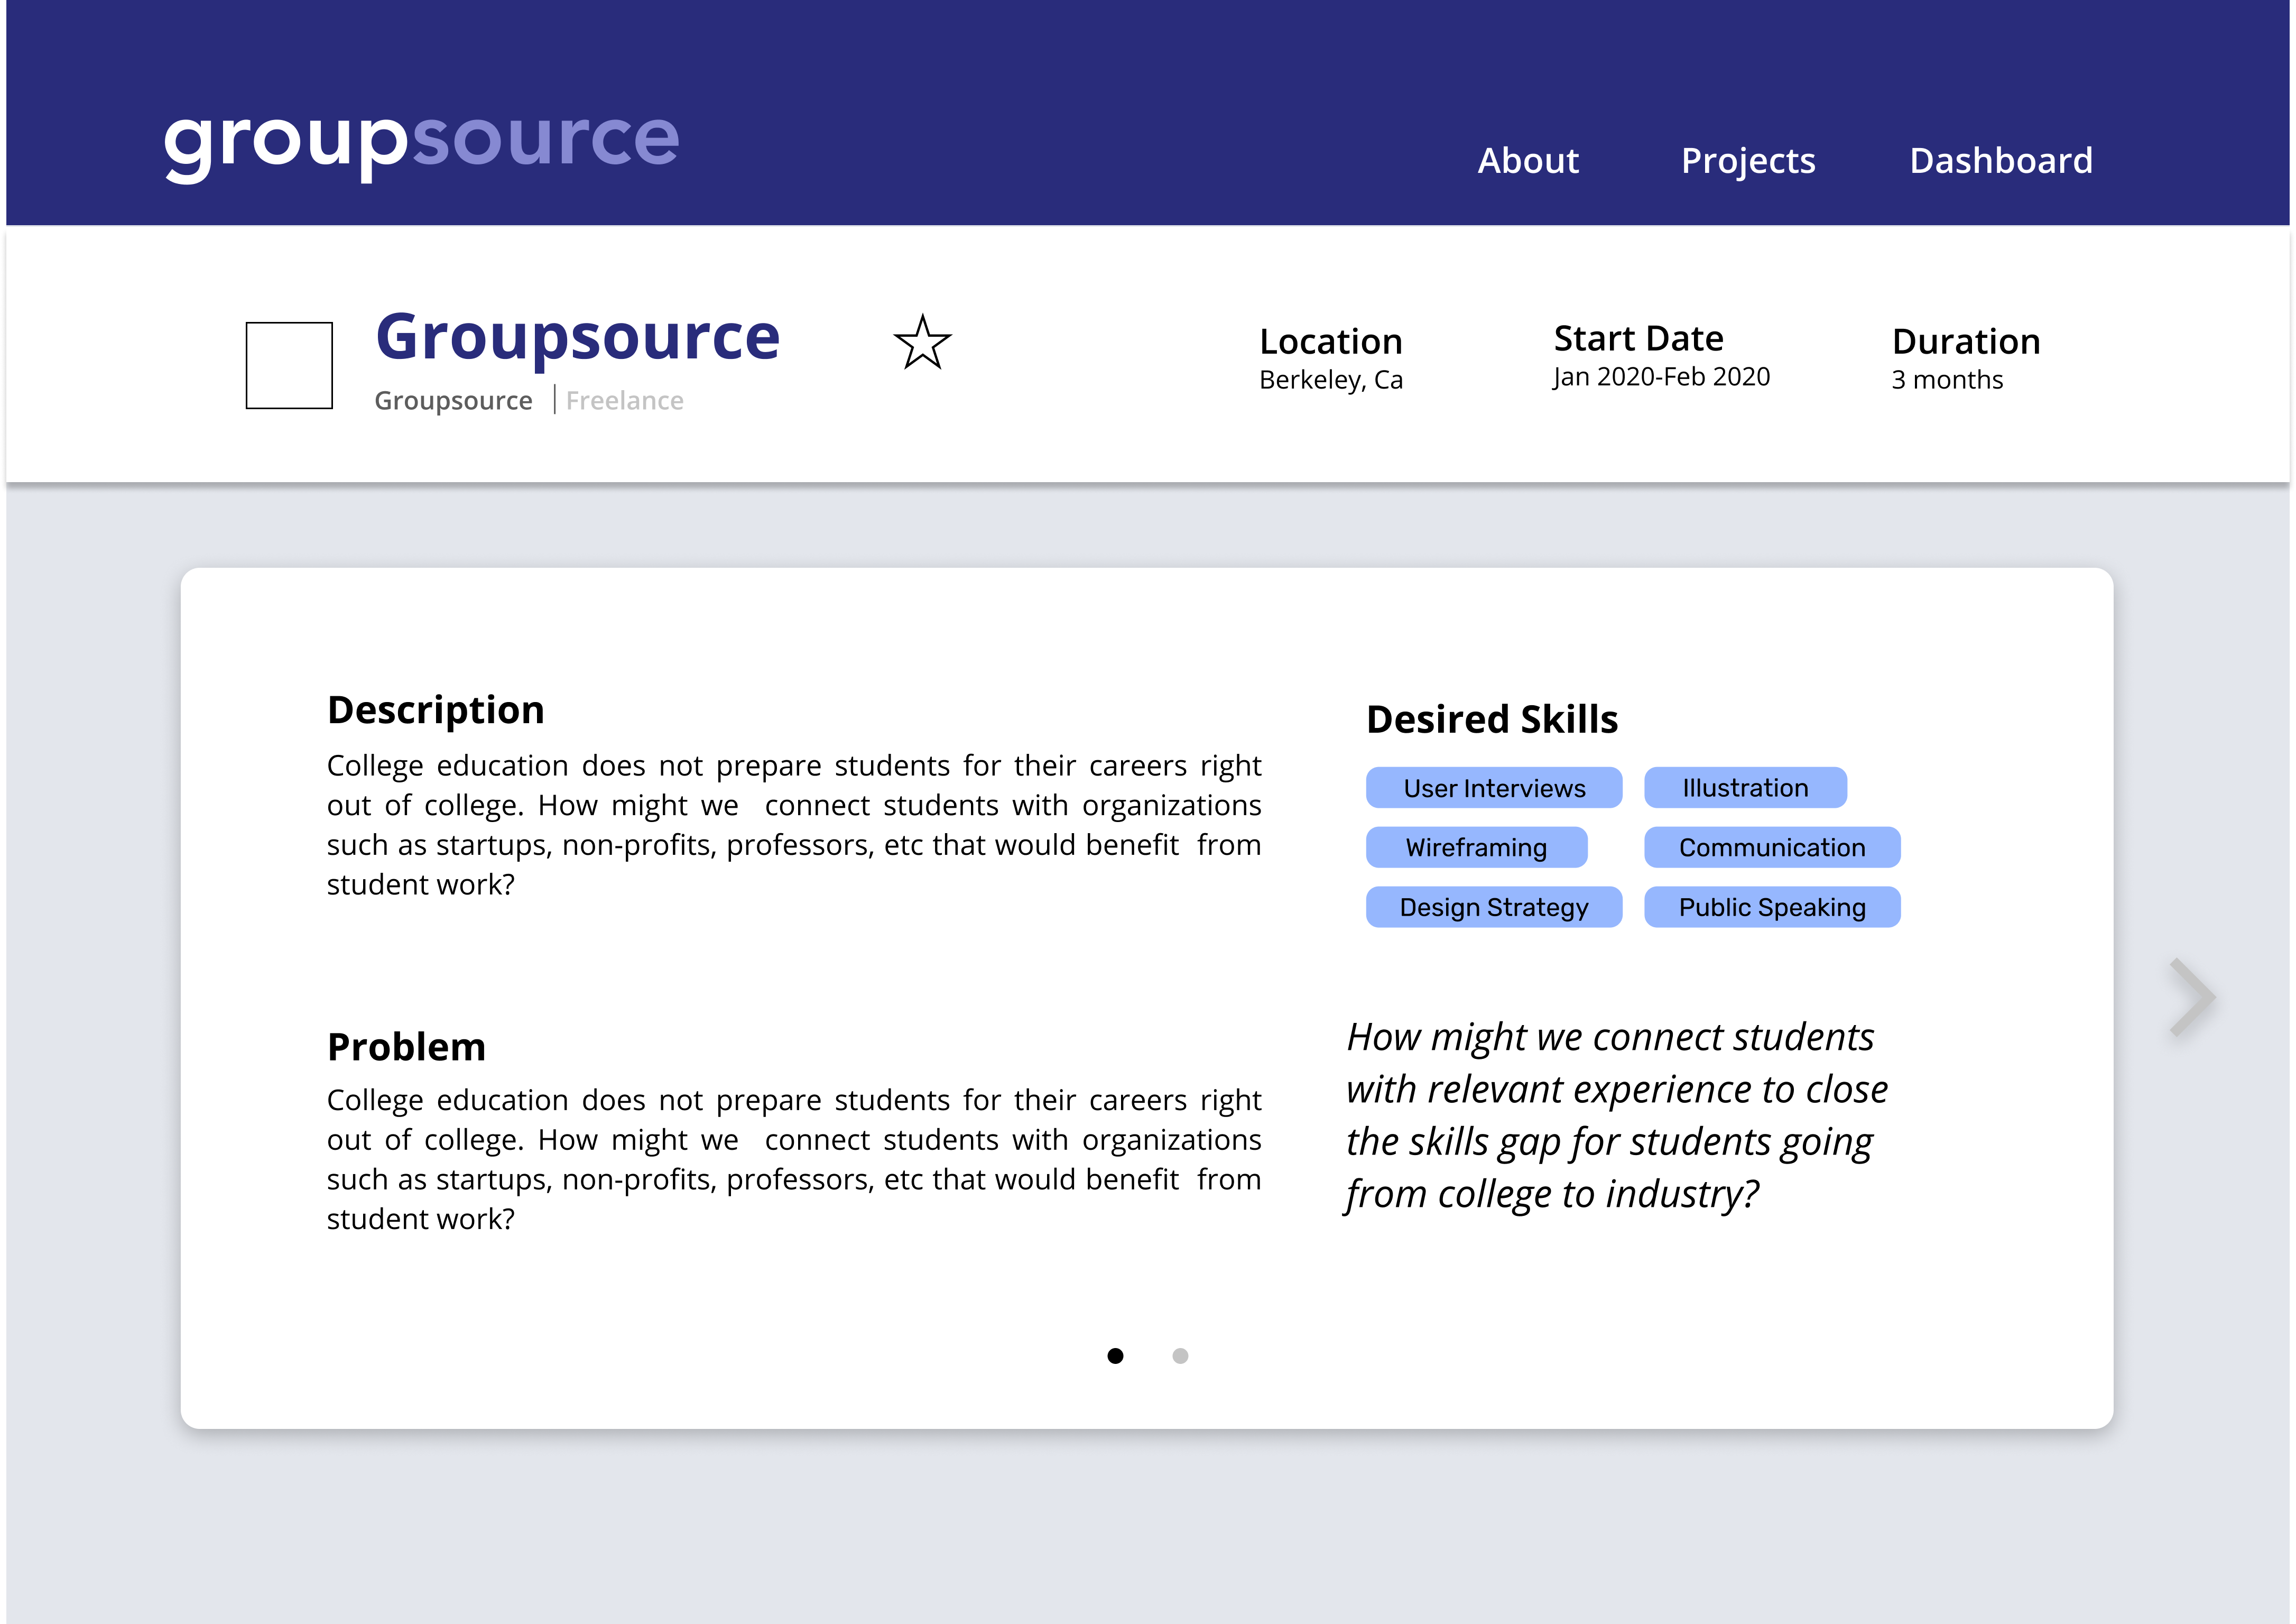 groupsource
About Projects Dashboard
Groupsource
Groupsource | Freelance
Location
Berkeley, Ca
Start Date
Jan 2020-Feb 2020
Duration
3 months
Description
College education does not prepare students for their careers right
out of college. How might we connect students with organizations
such as startups, non-profits, professors, etc that would benefit from
student work?
Problem
College education does not prepare students for their careers right
out of college. How might we connect students with organizations
such as startups, non-profits, professors, etc that would benefit from
student work?
Desired Skills
User Interviews Illustration
Wireframing Communication
Design Strategy Public Speaking
How might we connect students
with relevant experience to close
the skills gap for students going
from college to industry?